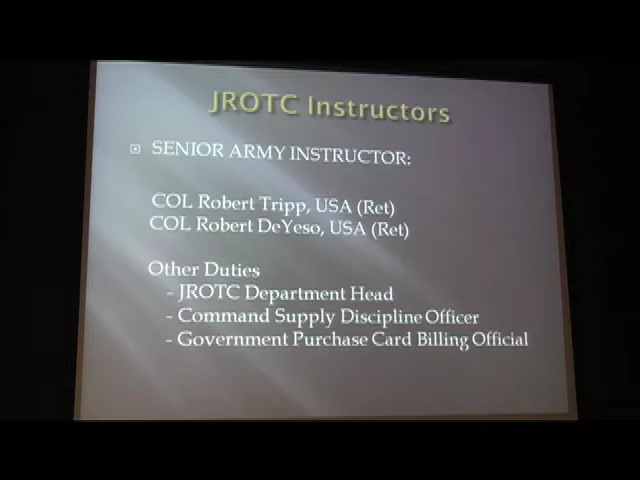 JROTC Instructors
SENIOR ARMY INSTRUCTOR:
COL Robert Tripp, USA (Ret)
COL Robert DeYeso, USA (Ret)
Other Duties
- JROTC Department Head
- Command Supply Discipline Officer
- Government Purchase Card Billing Official